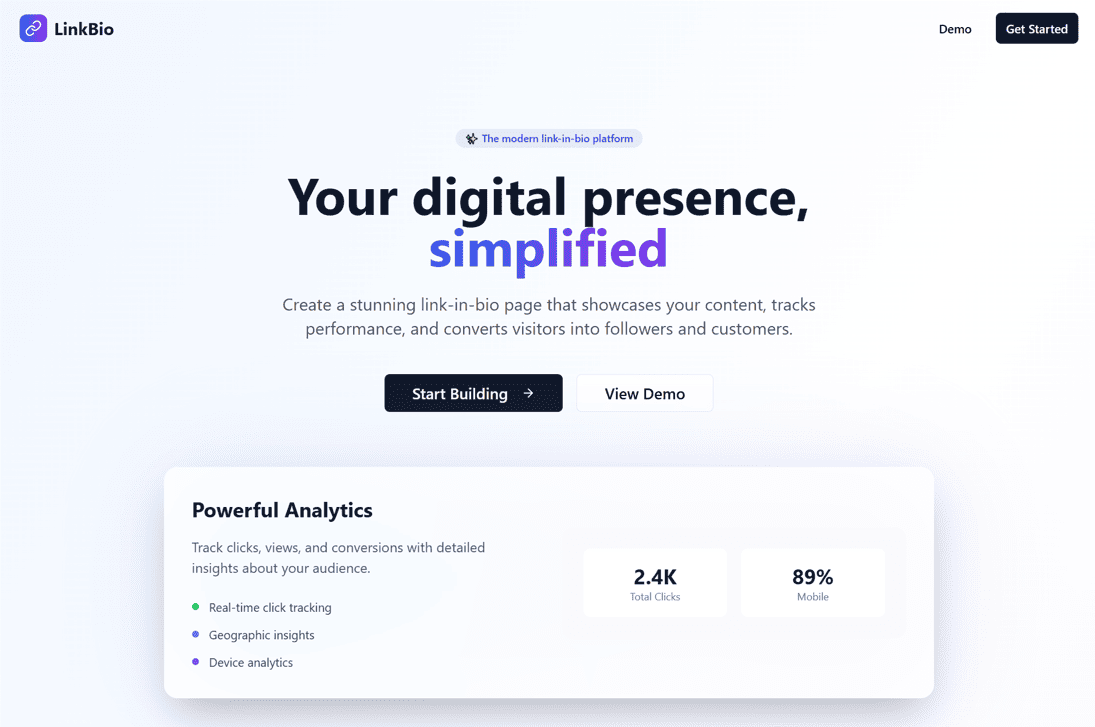 LinkBio
Demo
Get Started
The modern link-in-bio platform
Your digital presence,
simplified
Create a stunning link-in-bio page that showcases your content, tracks
performance, and converts visitors into followers and customers.
Start Building →
View Demo
Powerful Analytics
Track clicks, views, and conversions with detailed
insights about your audience.
Real-time click tracking
Geographic insights
Device analytics
2.4K
Total Clicks
89%
Mobile